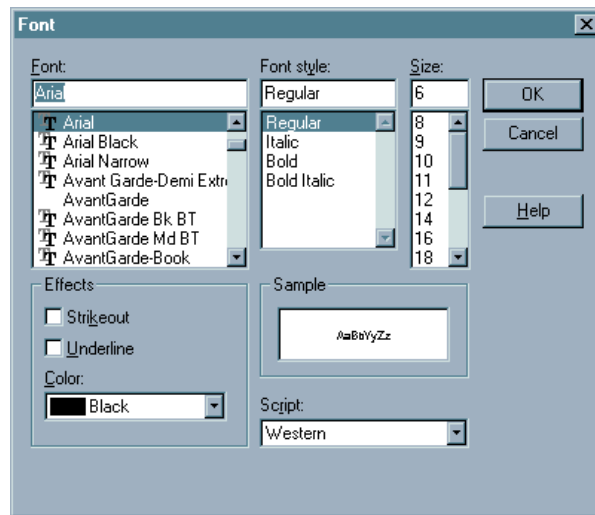 Font
Font: Font style: Size:
Arial Regular 6 OK
Arial Regular 8 Cancel
Arial Black Italic 9
Arial Narrow Bold 10
Avant Garde-Demi Extr Bold Italic 11
AvantGarde 12 Help
AvantGarde Bk BT 14
AvantGarde Md BT 16
AvantGarde-Book 18
Effects Sample
Strikeout
AaBbYyZz
Underline
Color:
Black
Script:
Western